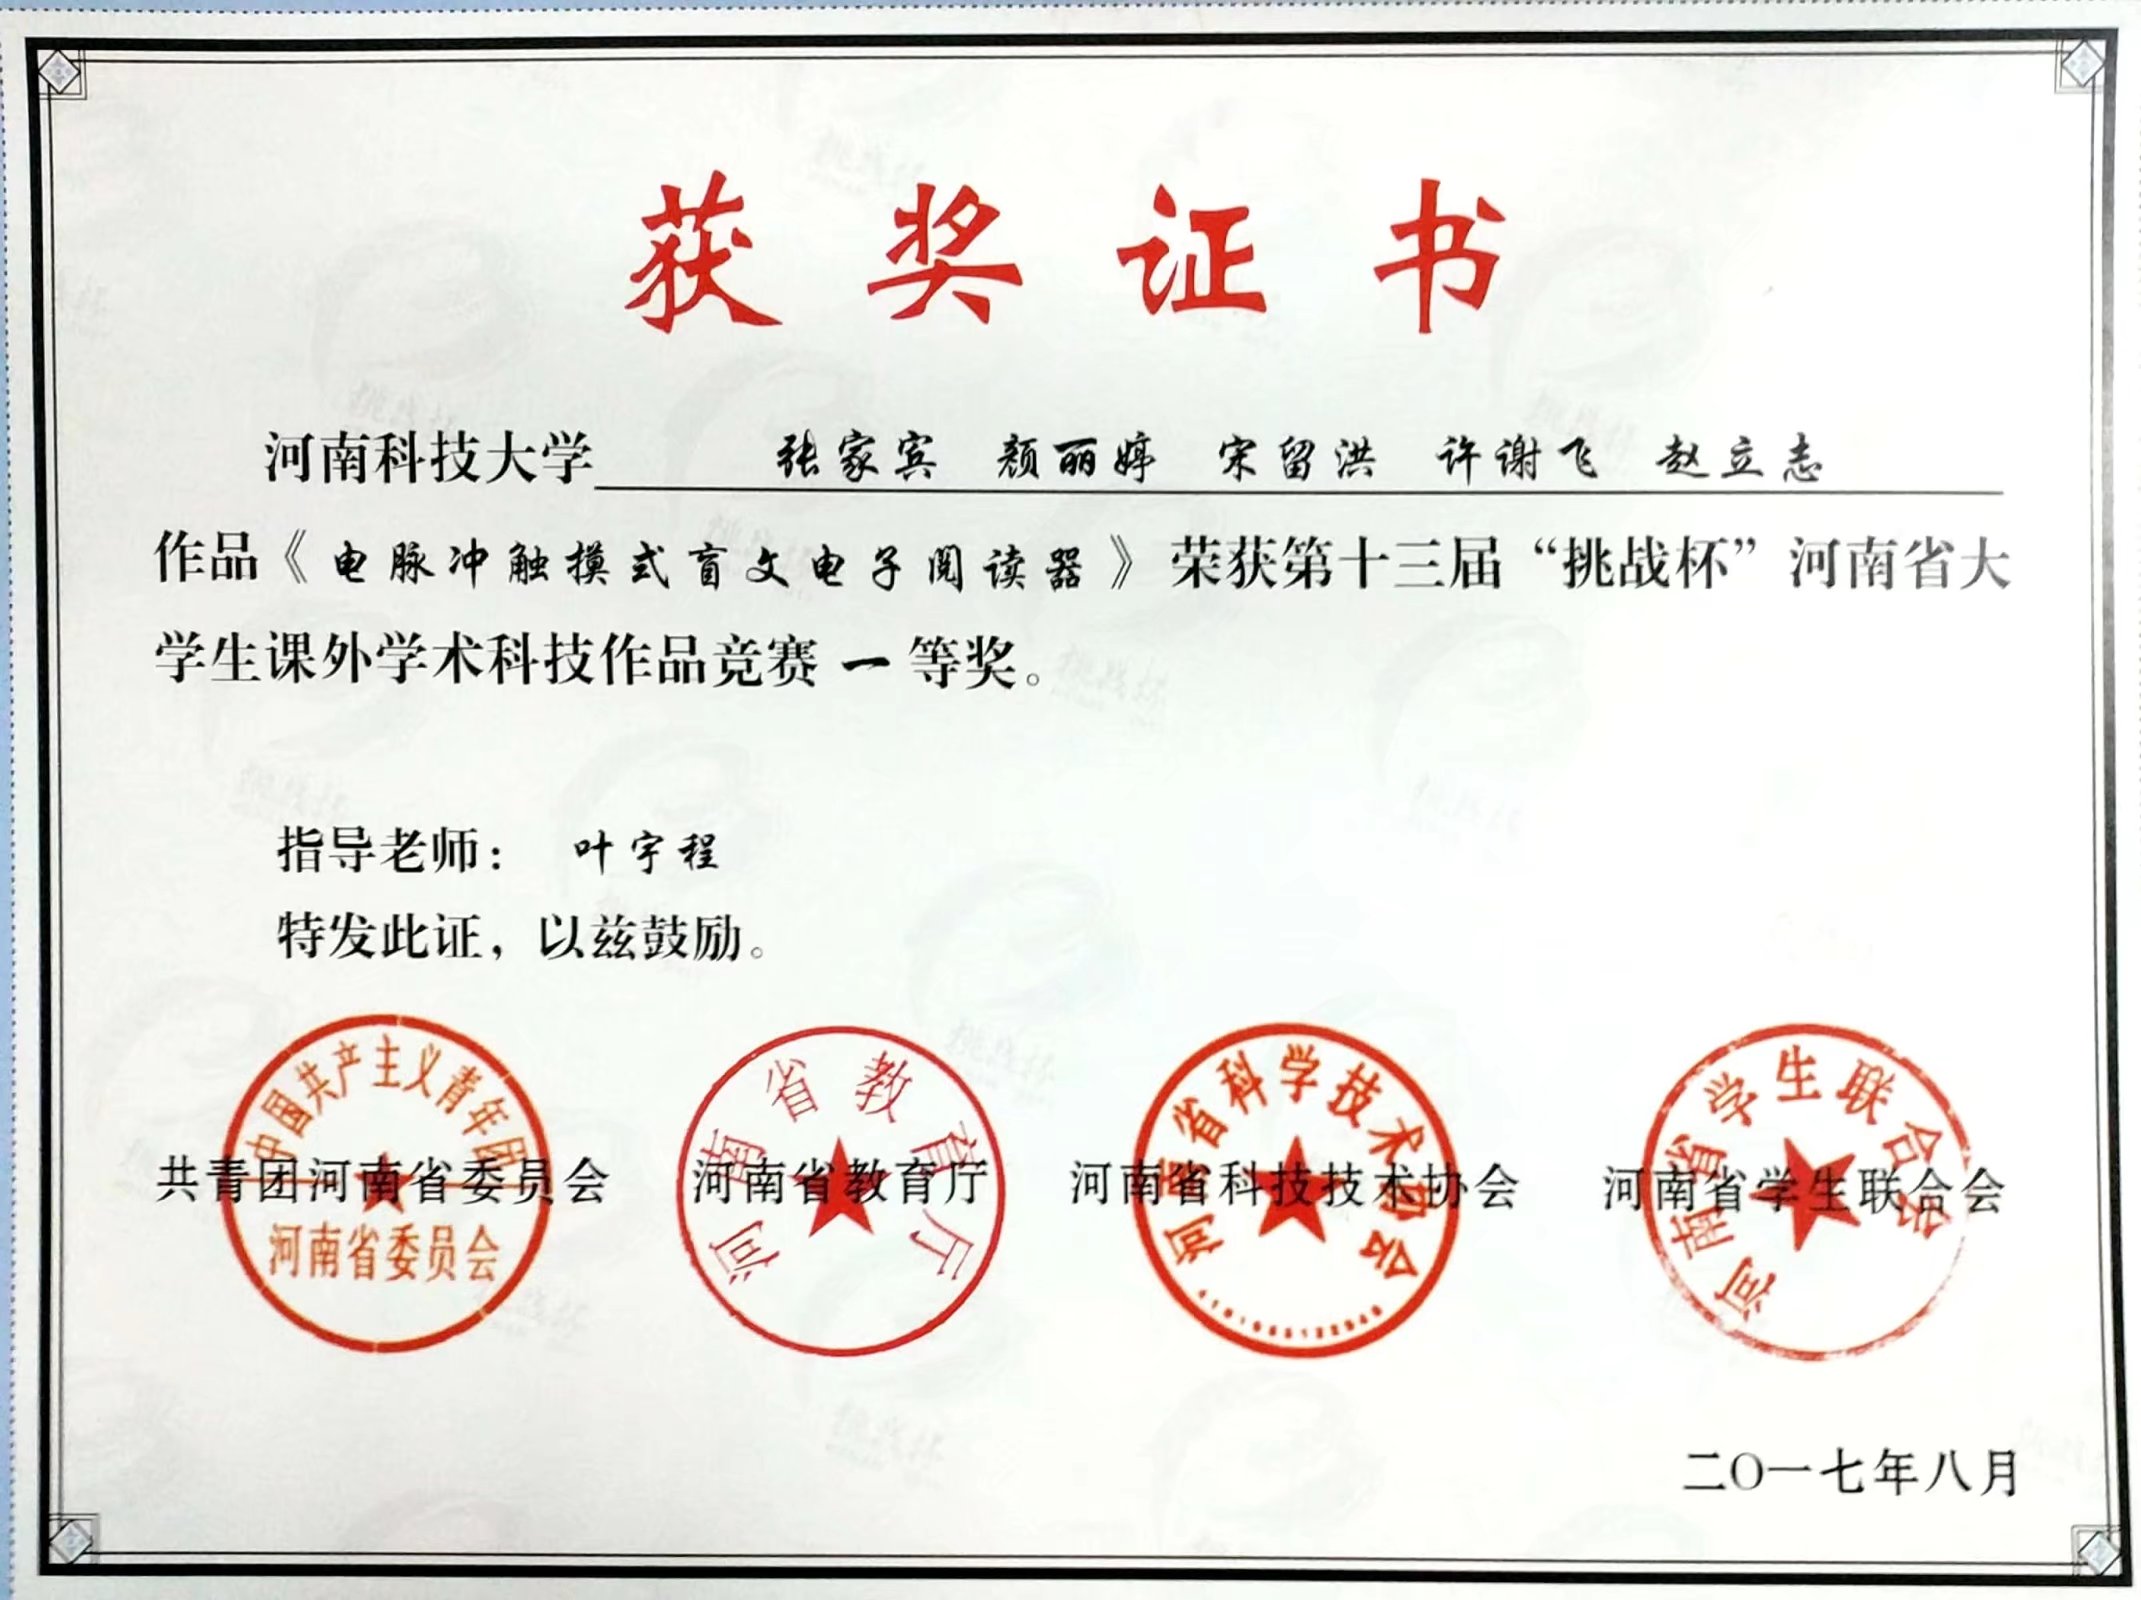 获奖证书
河南科技大学 张家宾 颜丽婷 宋留洪 许谢飞 赵立志
作品《电脉冲触模式盲文电子阅读器》荣获第十三届“挑战杯”河南省大
学生课外学术科技作品竞赛 一 等奖。
指导老师： 叶宇程
特发此证，以兹鼓励。
中国共产主义青年团
河南省委员会
河南省教育厅
河南省科学技术协会
河南省学生联合会
共青团河南省委员会 河南省教育厅 河南省科技技术协会 河南省学生联合会
二〇一七年八月
挑战杯